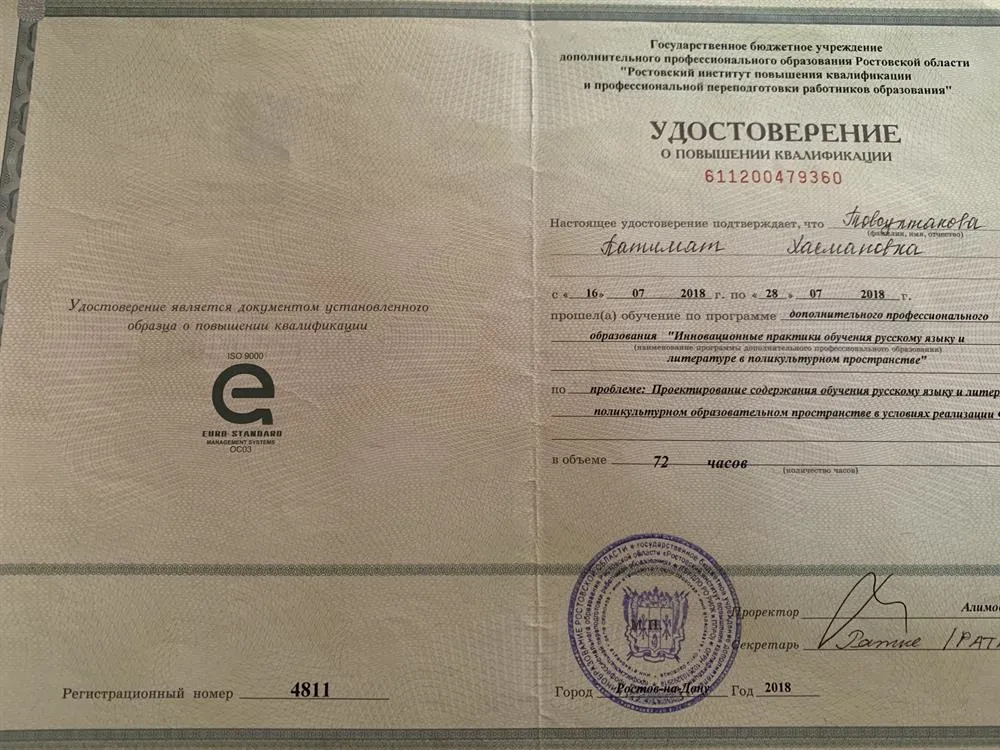 Удостоверение является документом установленного
образца о повышении квалификации
ISO 9000
EURO-STANDARD
MANAGEMENT SYSTEMS
ОС03
Регистрационный номер 4811
Государственное бюджетное учреждение
дополнительного профессионального образования Ростовской области
"Ростовский институт повышения квалификации
и профессиональной переподготовки работников образования"
УДОСТОВЕРЕНИЕ
О ПОВЫШЕНИИ КВАЛИФИКАЦИИ
611200479360
Настоящее удостоверение подтверждает, что Товсултанова
(фамилия, имя, отчество)
Патимат Хасмановна
с « 16 » 07 2018 г. по « 28 » 07 2018 г.
прошел(а) обучение по программе дополнительного профессионального
образования "Инновационные практики обучения русскому языку и
(наименование программы дополнительного профессионального образования)
литературе в поликультурном пространстве"
по проблеме: Проектирование содержания обучения русскому языку и литер
поликультурном образовательном пространстве в условиях реализации
в объеме 72 часов
(количество часов)
М.П.
Проректор Алимо
Секретарь
Город Ростов-на-Дону Год 2018